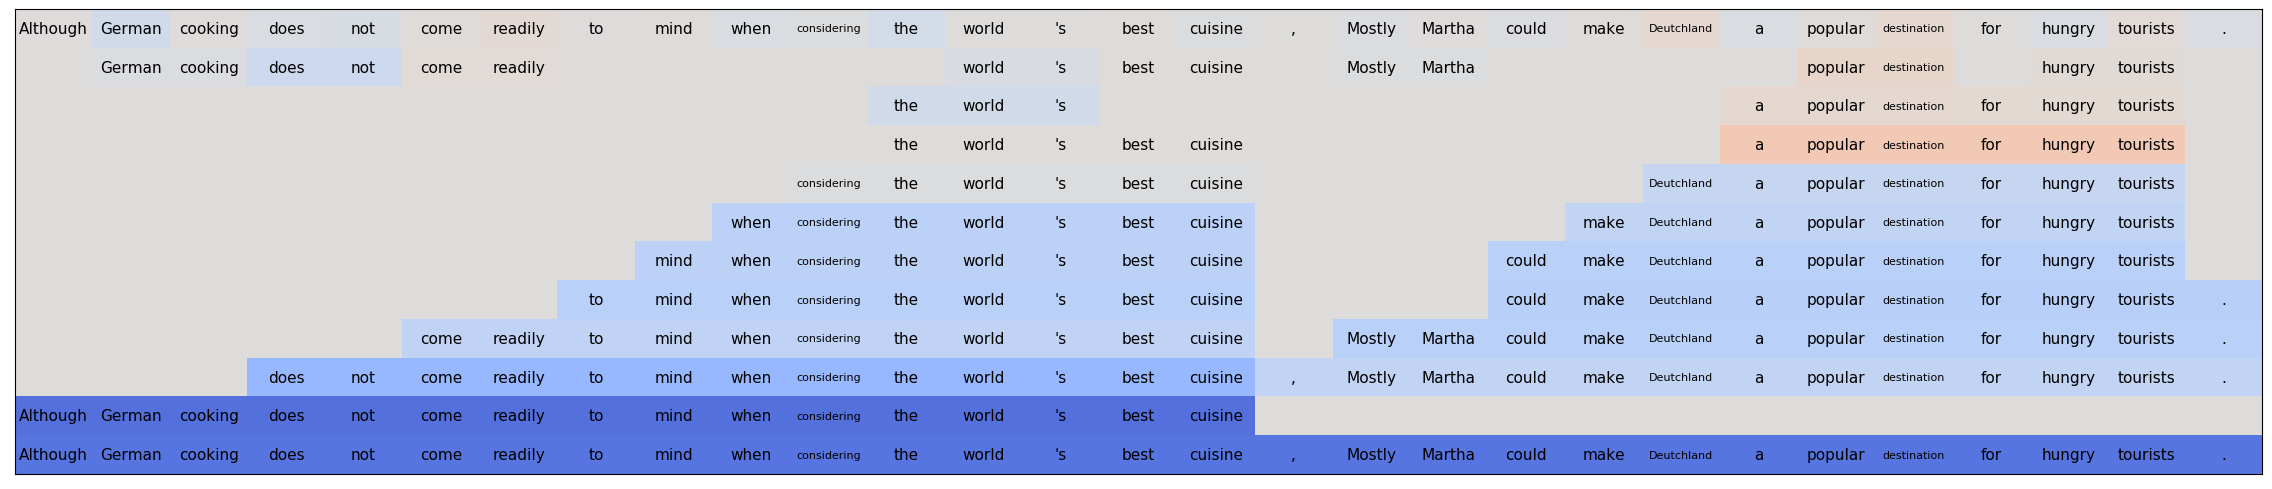 Although German cooking does not come readily to mind when considering the world 's best cuisine , Mostly Martha could make Deutchland a popular destination for hungry tourists .
German cooking does not come readily world 's best cuisine Mostly Martha popular destination hungry tourists
the world 's a popular destination for hungry tourists
the world 's best cuisine a popular destination for hungry tourists
considering the world 's best cuisine Deutchland a popular destination for hungry tourists
when considering the world 's best cuisine make Deutchland a popular destination for hungry tourists
mind when considering the world 's best cuisine could make Deutchland a popular destination for hungry tourists
to mind when considering the world 's best cuisine could make Deutchland a popular destination for hungry tourists .
come readily to mind when considering the world 's best cuisine Mostly Martha could make Deutchland a popular destination for hungry tourists .
does not come readily to mind when considering the world 's best cuisine , Mostly Martha could make Deutchland a popular destination for hungry tourists .
Although German cooking does not come readily to mind when considering the world 's best cuisine
Although German cooking does not come readily to mind when considering the world 's best cuisine , Mostly Martha could make Deutchland a popular destination for hungry tourists .